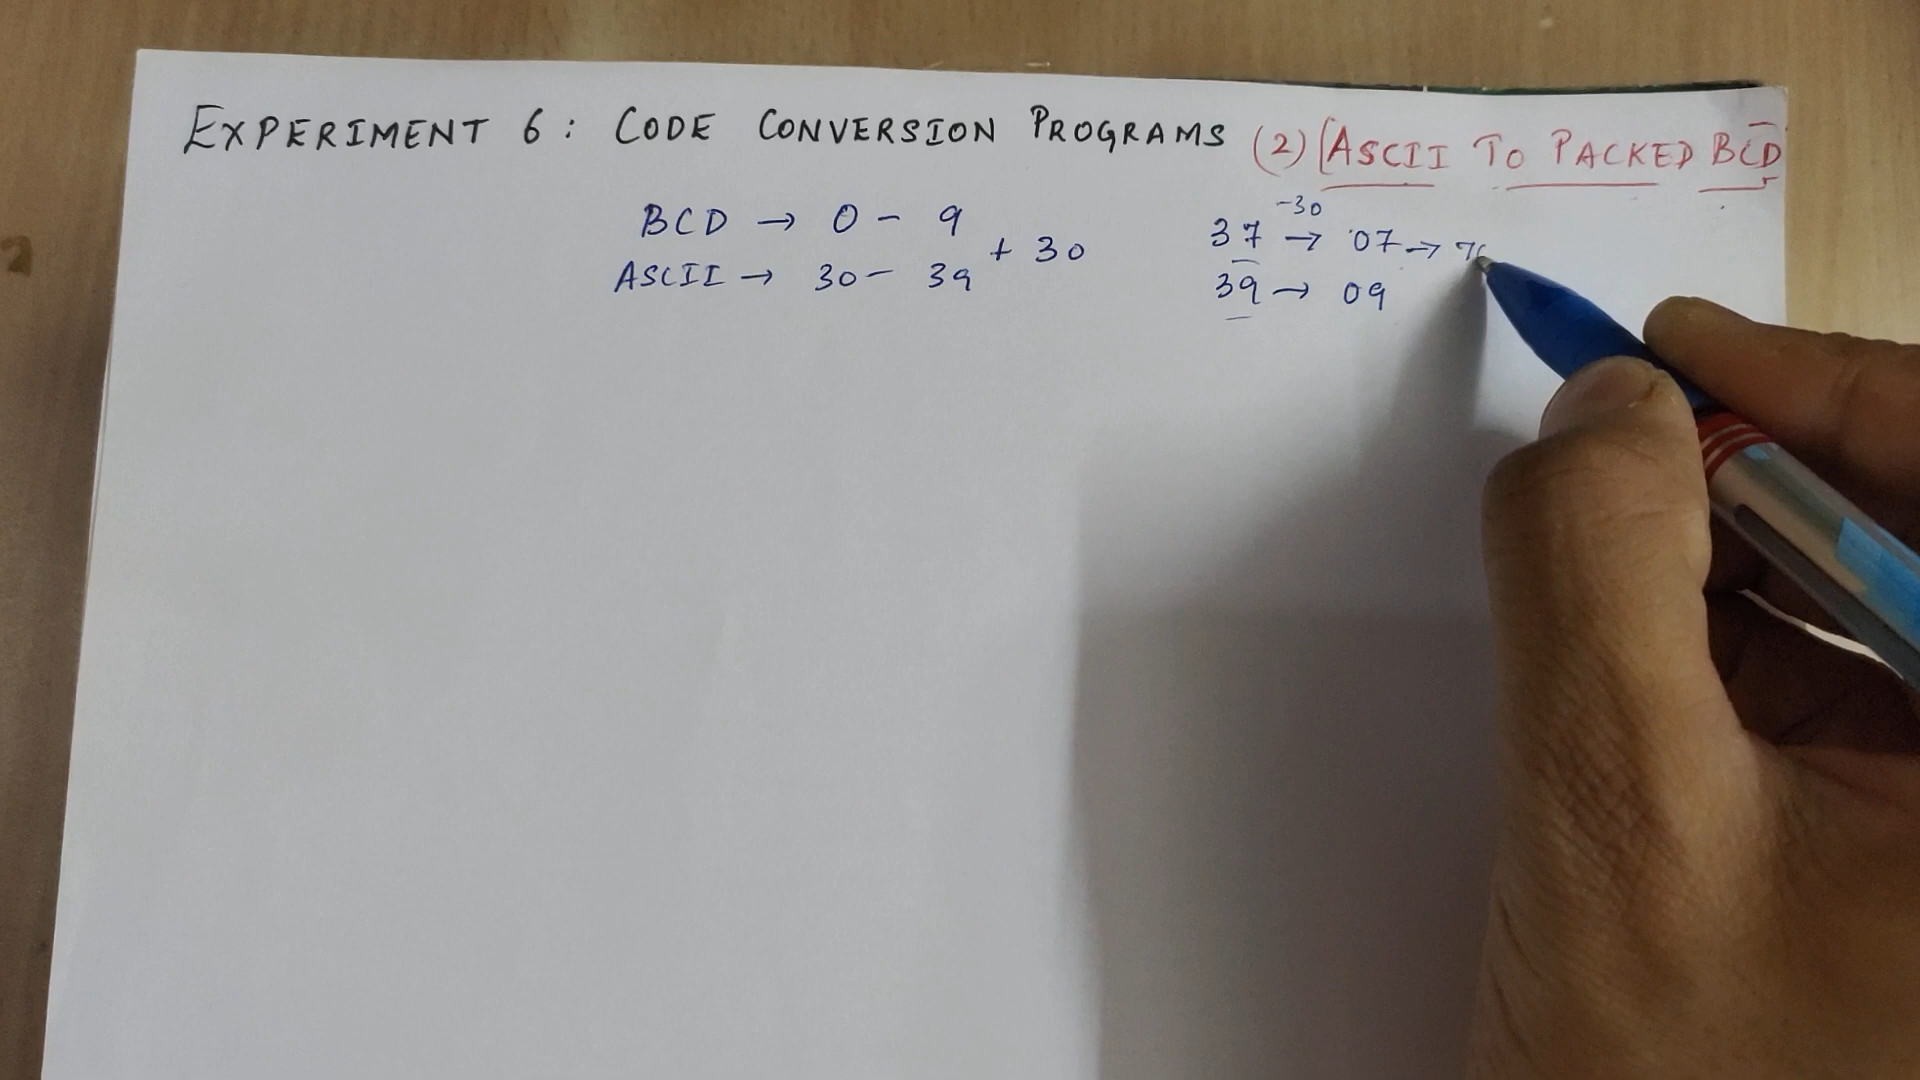 EXPERIMENT 6 : CODE CONVERSION PROGRAMS (2) [ASCII TO PACKED BCD
BCD → 0 - 9
ASCII → 30 - 39
+ 30
-30
37 → 07 →
39 → 09